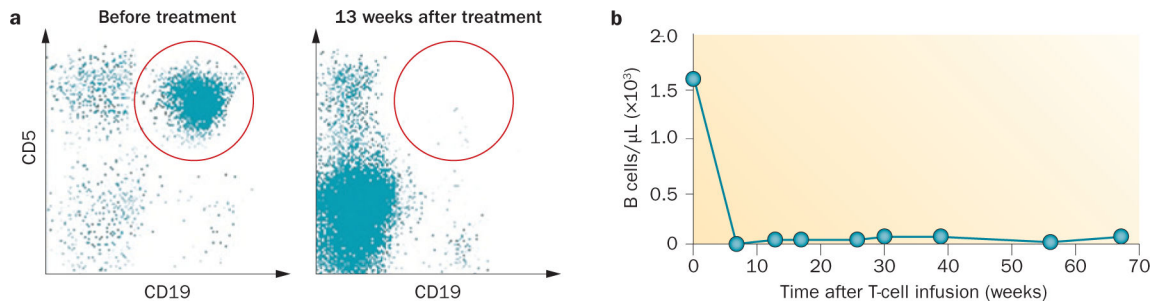 a
Before treatment
13 weeks after treatment
CD5
CD19
CD19
b
2.0
1.5
1.0
0.5
0
B cells/µL (×10³)
0 10 20 30 40 50 60 70
Time after T-cell infusion (weeks)